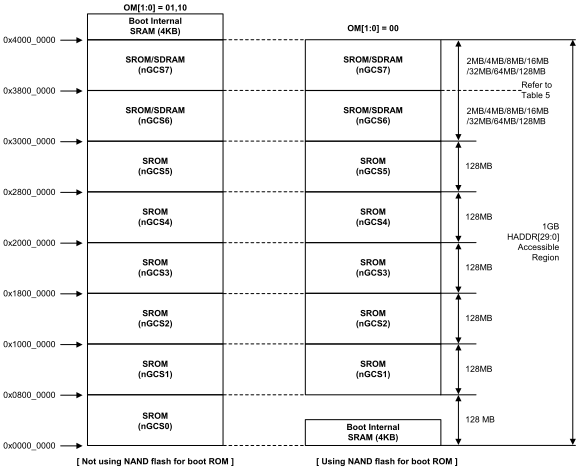 OM[1:0] = 01,10
Boot Internal
SRAM (4KB)
OM[1:0] = 00
0x4000_0000
SROM/SDRAM
(nGCS7)
SROM/SDRAM
(nGCS7)
2MB/4MB/8MB/16MB
/32MB/64MB/128MB
0x3800_0000
Refer to
Table 5
SROM/SDRAM
(nGCS6)
SROM/SDRAM
(nGCS6)
2MB/4MB/8MB/16MB
/32MB/64MB/128MB
0x3000_0000
SROM
(nGCS5)
SROM
(nGCS5)
128MB
0x2800_0000
SROM
(nGCS4)
SROM
(nGCS4)
128MB
1GB
HADDR[29:0]
Accessible
Region
0x2000_0000
SROM
(nGCS3)
SROM
(nGCS3)
128MB
0x1800_0000
SROM
(nGCS2)
SROM
(nGCS2)
128MB
0x1000_0000
SROM
(nGCS1)
SROM
(nGCS1)
128MB
0x0800_0000
SROM
(nGCS0)
Boot Internal
SRAM (4KB)
128 MB
0x0000_0000
[ Not using NAND flash for boot ROM ]
[ Using NAND flash for boot ROM ]